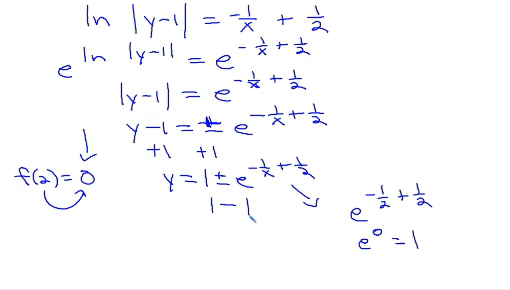 ln |y-1| = -1/x + 1/2
e^(ln |y-1|) = e^(-1/x + 1/2)
|y-1| = e^(-1/x + 1/2)
y-1 = ± e^(-1/x + 1/2)
+1 +1
f(2) = 0
y = 1 ± e^(-1/x + 1/2)
1 - 1
e^(-1/2 + 1/2)
e^0 = 1